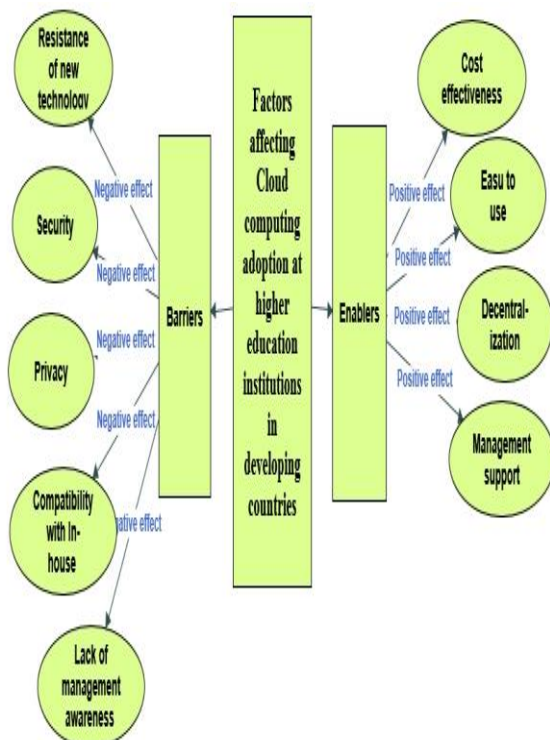 Resistance
of new
technology
Negative effect
Security
Negative effect
Negative effect
Privacy
Negative effect
Compatibility
with In-
house
ative effect
Lack of
management
awareness
Barriers
Factors
affecting
Cloud
computing
adoption at
higher
education
institutions
in
developing
countries
Enablers
Cost
effectiveness
Positive effect
Easu to
use
Positive effect
Positive effect
Decentral-
ization
Positive effect
Management
support